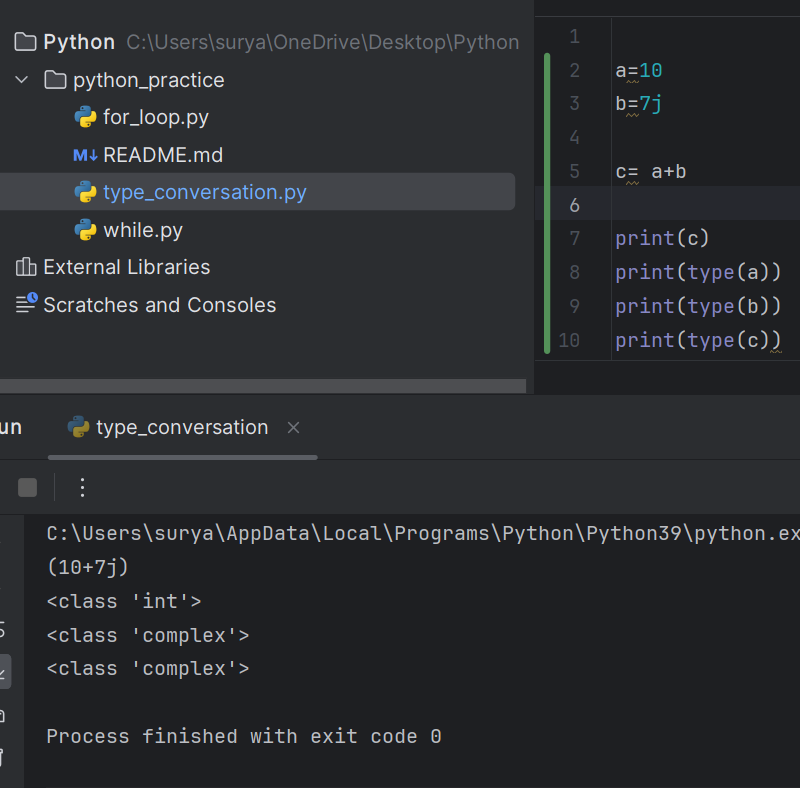 Python C:\Users\surya\OneDrive\Desktop\Python
python_practice
for_loop.py
M↓ README.md
type_conversation.py
while.py
External Libraries
Scratches and Consoles
1
2 a=10
3 b=7j
4
5 c= a+b
6
7 print(c)
8 print(type(a))
9 print(type(b))
10 print(type(c))
un type_conversation
C:\Users\surya\AppData\Local\Programs\Python\Python39\python.ex
(10+7j)
<class 'int'>
<class 'complex'>
<class 'complex'>
Process finished with exit code 0